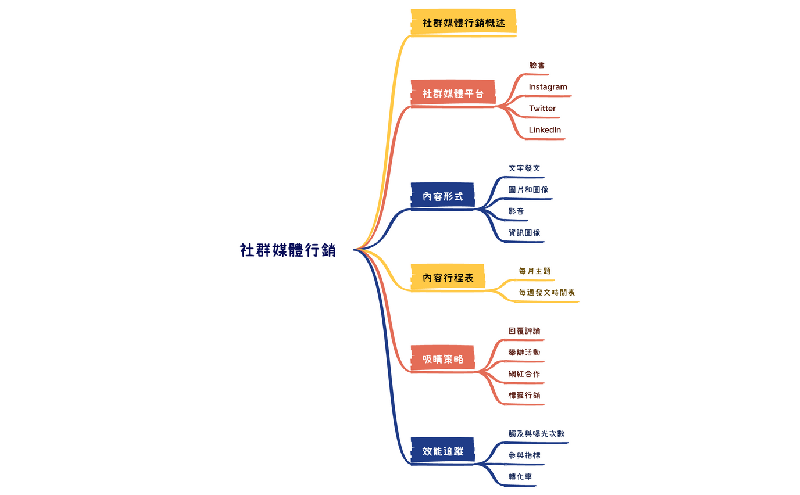 社群媒體行銷
社群媒體行銷概述
社群媒體平台
臉書
Instagram
Twitter
LinkedIn
內容形式
文字發文
圖片和圖像
影音
資訊圖像
內容行程表
每月主題
每週發文時間表
吸睛策略
回覆評論
舉辦活動
網紅合作
標籤行銷
效能追蹤
觸及與曝光次數
參與指標
轉化率